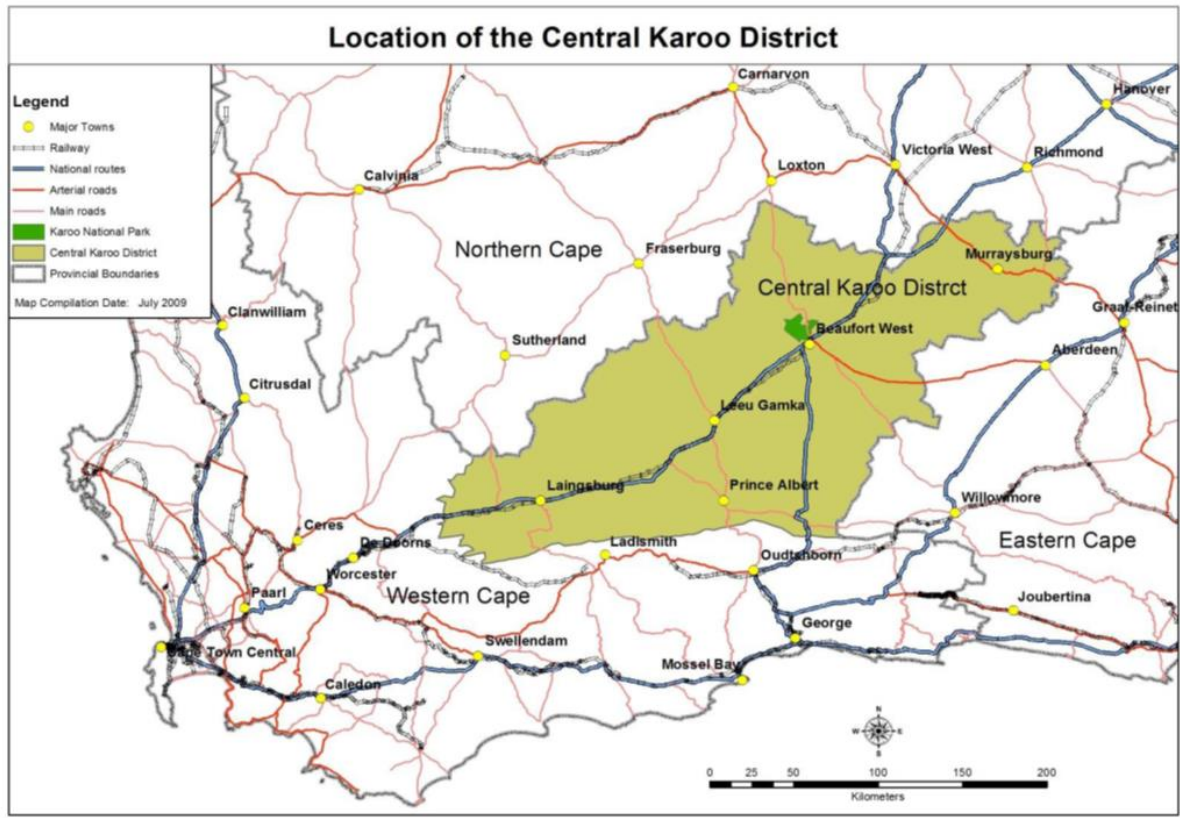 Location of the Central Karoo District
Legend
Major Towns
Railway
National routes
Arterial roads
Main roads
Karoo National Park
Central Karoo District
Provincial Boundaries
Map Compilation Date: July 2009
Carnarvon
Hanover
Victoria West
Richmond
Loxton
Calvinia
Northern Cape
Fraserburg
Murraysburg
Central Karoo Distrct
Graaf-Reinet
Clanwilliam
Beaufort West
Sutherland
Aberdeen
Citrusdal
Leeu Gamka
Laingsburg
Prince Albert
Willowmore
Ceres
De Doorns
Ladismith
Eastern Cape
Oudtshborn
Worcester
Western Cape
Paarl
Joubertina
George
Swellendam
Cape Town Central
Mossel Bay
Caledon
N
W E
S
0 25 50 100 150 200
Kilometers